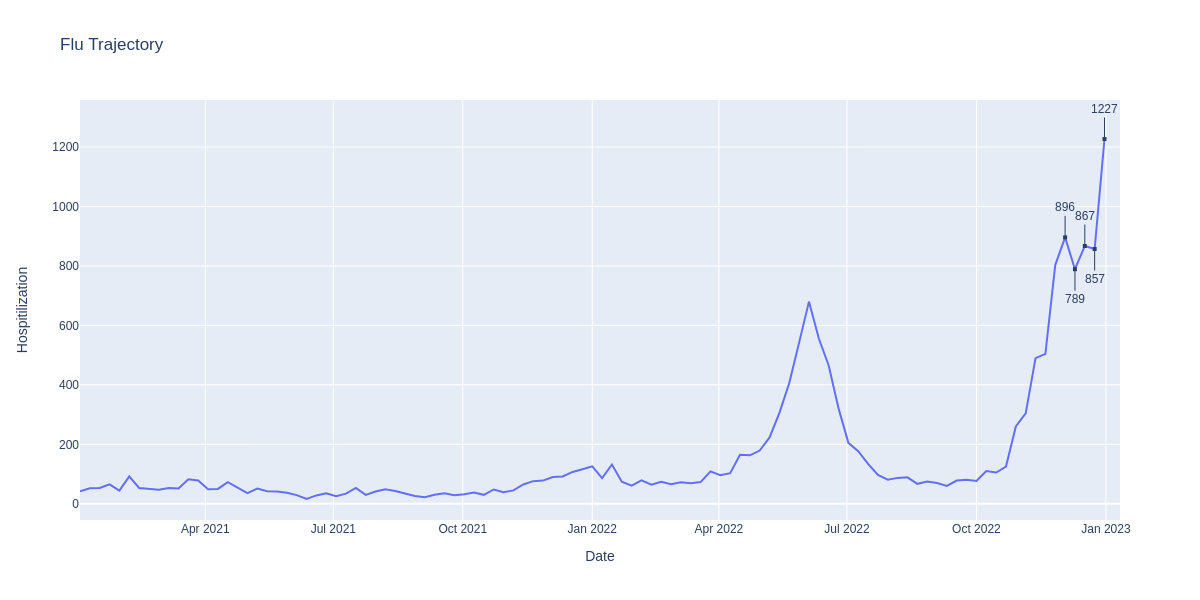 Flu Trajectory
1227
1200
1000
896
867
800
857
789
600
400
200
0
Hospitilization
Apr 2021
Jul 2021
Oct 2021
Jan 2022
Apr 2022
Jul 2022
Oct 2022
Jan 2023
Date